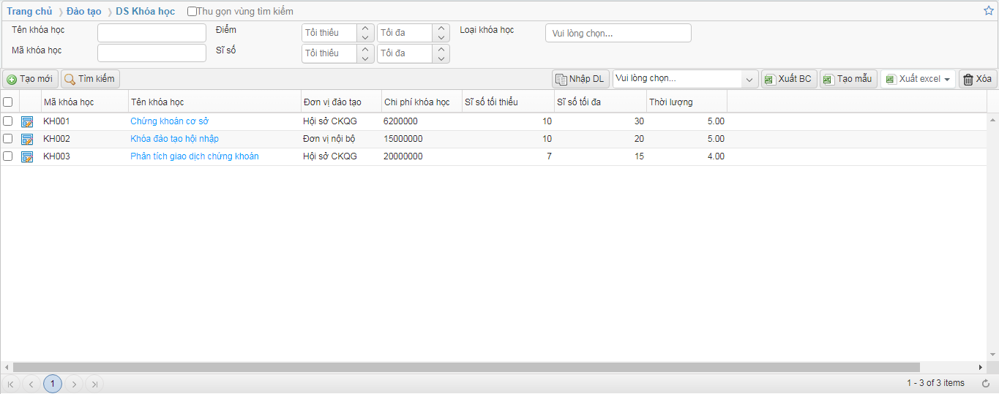 Trang chủ 》 Đào tạo 》 DS Khóa học Thu gọn vùng tìm kiếm
Tên khóa học Điểm Tối thiểu Tối đa Loại khóa học Vui lòng chọn...
Mã khóa học Sĩ số Tối thiểu Tối đa
Tạo mới Tìm kiếm Nhập DL Vui lòng chọn... Xuất BC Tạo mẫu Xuất excel Xóa
Mã khóa học Tên khóa học Đơn vị đào tạo Chi phí khóa học Sĩ số tối thiểu Sĩ số tối đa Thời lượng
KH001 Chứng khoán cơ sở Hội sở CKQG 6200000 10 30 5.00
KH002 Khóa đào tạo hội nhập Đơn vị nội bộ 15000000 10 20 5.00
KH003 Phân tích giao dịch chứng khoán Hội sở CKQG 20000000 7 15 4.00
1 1 - 3 of 3 items